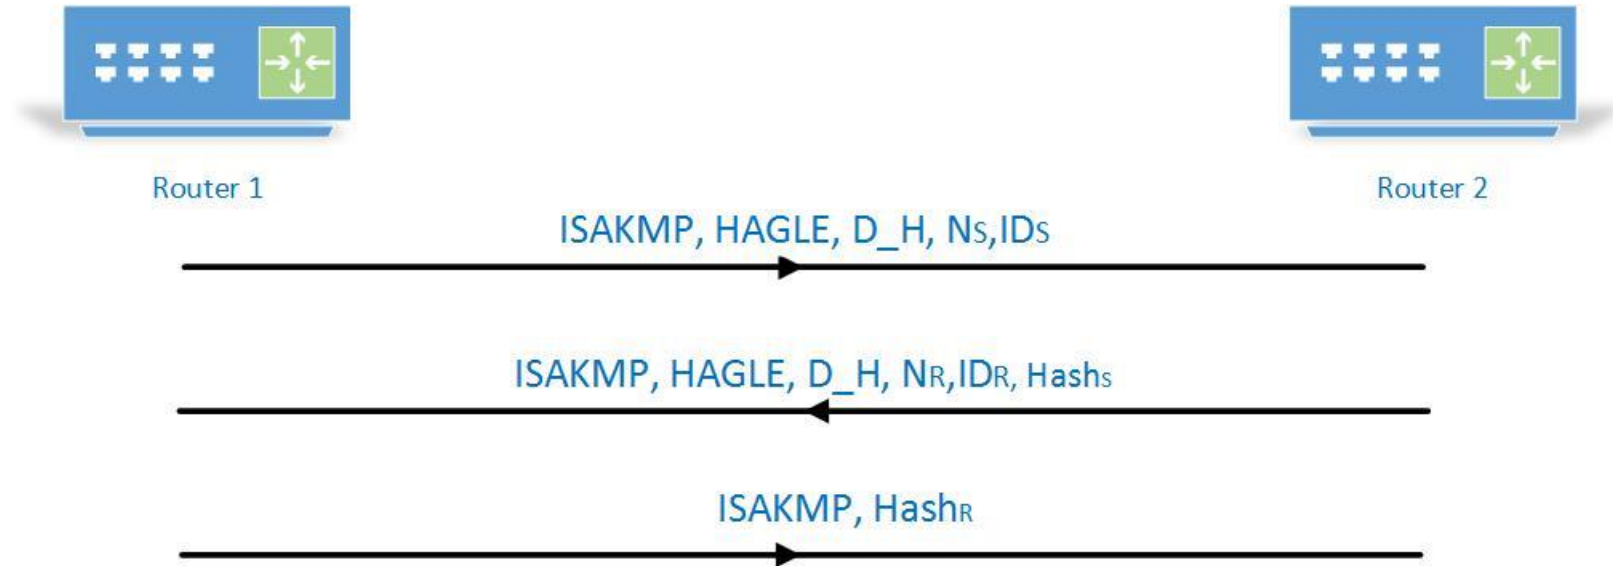 Router 1
Router 2
ISAKMP, HAGLE, D_H, Ns,IDs
ISAKMP, HAGLE, D_H, NR,IDR, Hashs
ISAKMP, HashR